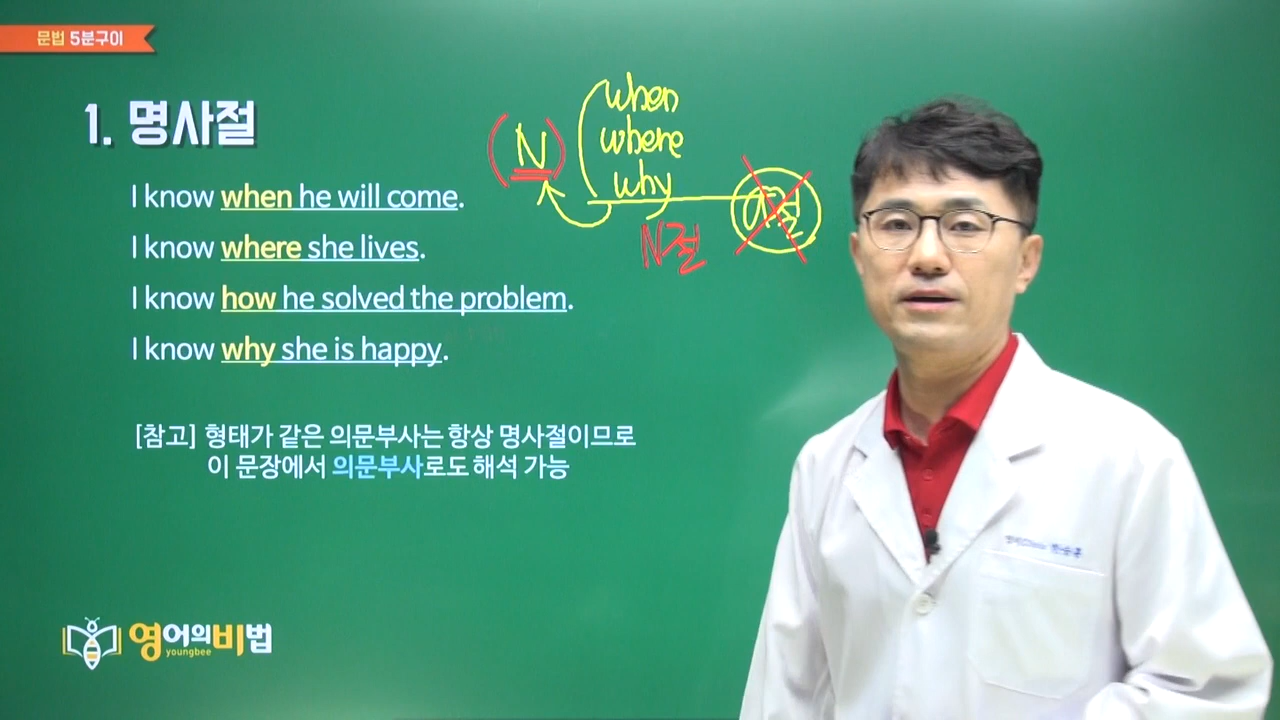 문법 5분구이
1. 명사절
I know when he will come.
I know where she lives.
I know how he solved the problem.
I know why she is happy.
[참고] 형태가 같은 의문부사는 항상 명사절이므로
이 문장에서 의문부사로도 해석 가능
(N)
when
where
why
N절
영어의비법
youngbee